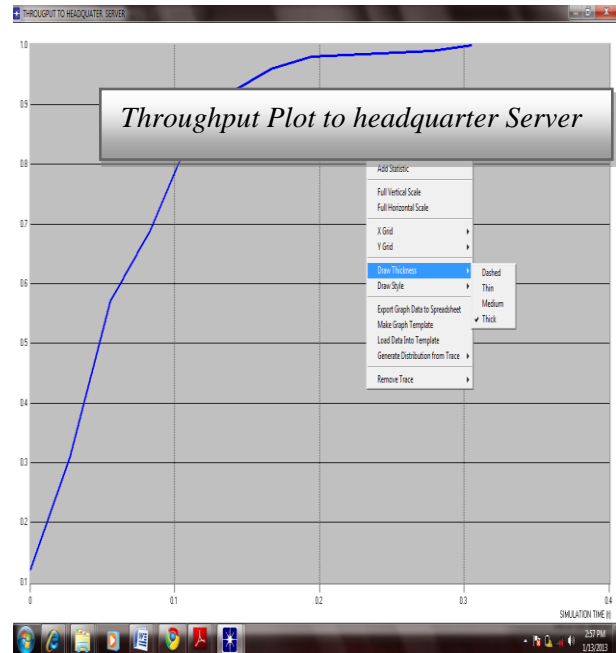 THROUGPUT TO HEADQUATER SERVER
1.0
Throughput Plot to headquarter Server
0.9
0.8
Add Statistic
Full Vertical Scale
Full Horizontal Scale
0.7
X Grid
Y Grid
0.6
Draw Thickness
Dashed
Draw Style
Thin
Export Graph Data to Spreadsheet
Medium
Make Graph Template
Thick
0.5
Load Data Into Template
Generate Distribution from Trace
Remove Trace
0.4
0.3
0.2
0.1
0 0.1 0.2 0.3 0.4
SIMULATION TIME
2:57 PM
1/13/2013